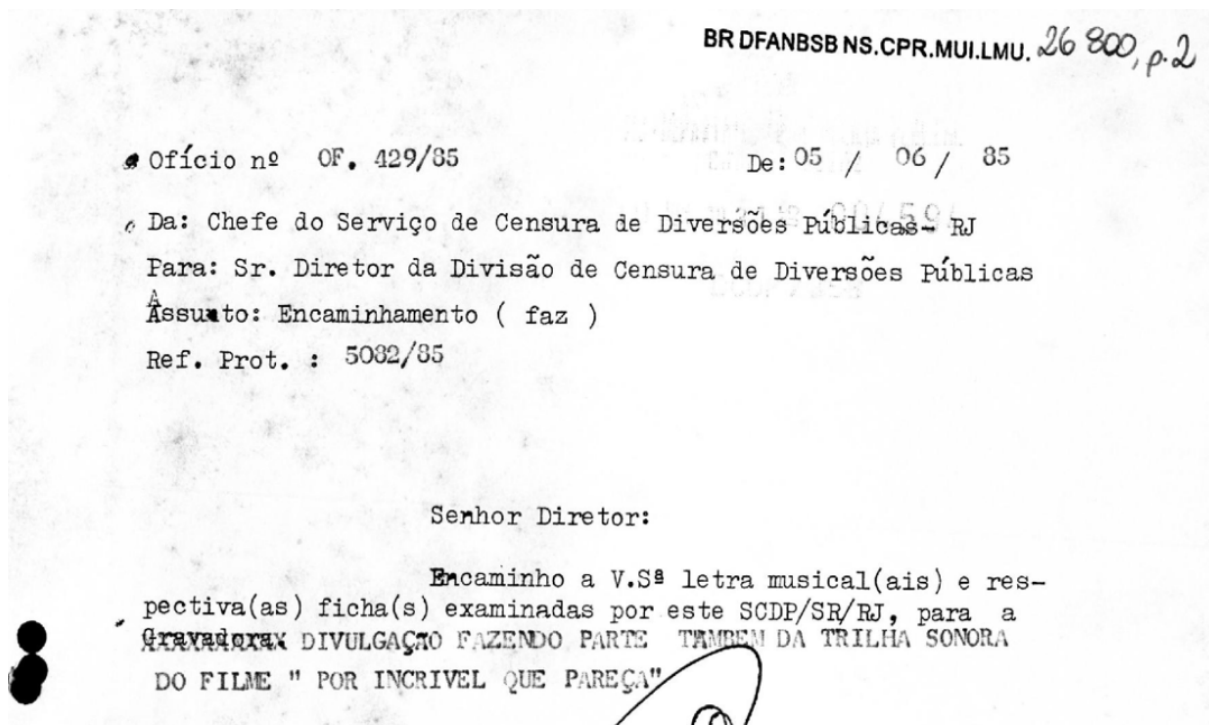 BR DFANBSB NS.CPR.MUI.LMU. 26 800, p. 2
Ofício nº OF. 429/85 De: 05 / 06 / 85
Da: Chefe do Serviço de Censura de Diversões Públicas- RJ
Para: Sr. Diretor da Divisão de Censura de Diversões Públicas
Assunto: Encaminhamento ( faz )
Ref. Prot. : 5082/85
Senhor Diretor:
Encaminho a V.Sª letra musical(ais) e res-
pectiva(as) ficha(s) examinadas por este SCDP/SR/RJ, para a
Gravadora DIVULGAÇÃO FAZENDO PARTE TAMBEM DA TRILHA SONORA
DO FILME " POR INCRIVEL QUE PAREÇA"